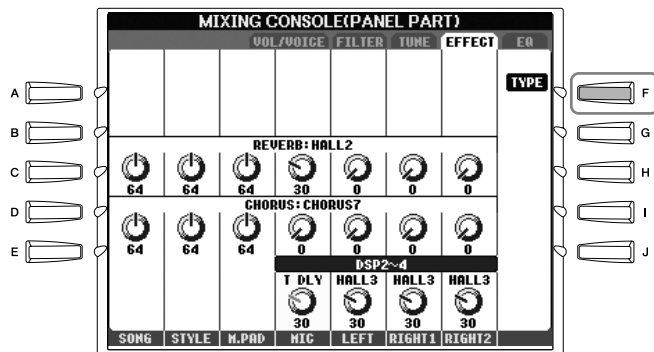 MIXING CONSOLE(PANEL PART)
VOL/VOICE FILTER TUNE EFFECT EQ
A TYPE F
B G
REVERB:HALL2
C H
64 64 64 30 0 0 0
CHORUS:CHORUS7
D I
64 64 64 0 0 0 0
E J
DSP2~4
T DLY HALL3 HALL3 HALL3
30 30 30 30
SONG STYLE M.PAD MIC LEFT RIGHT1 RIGHT2